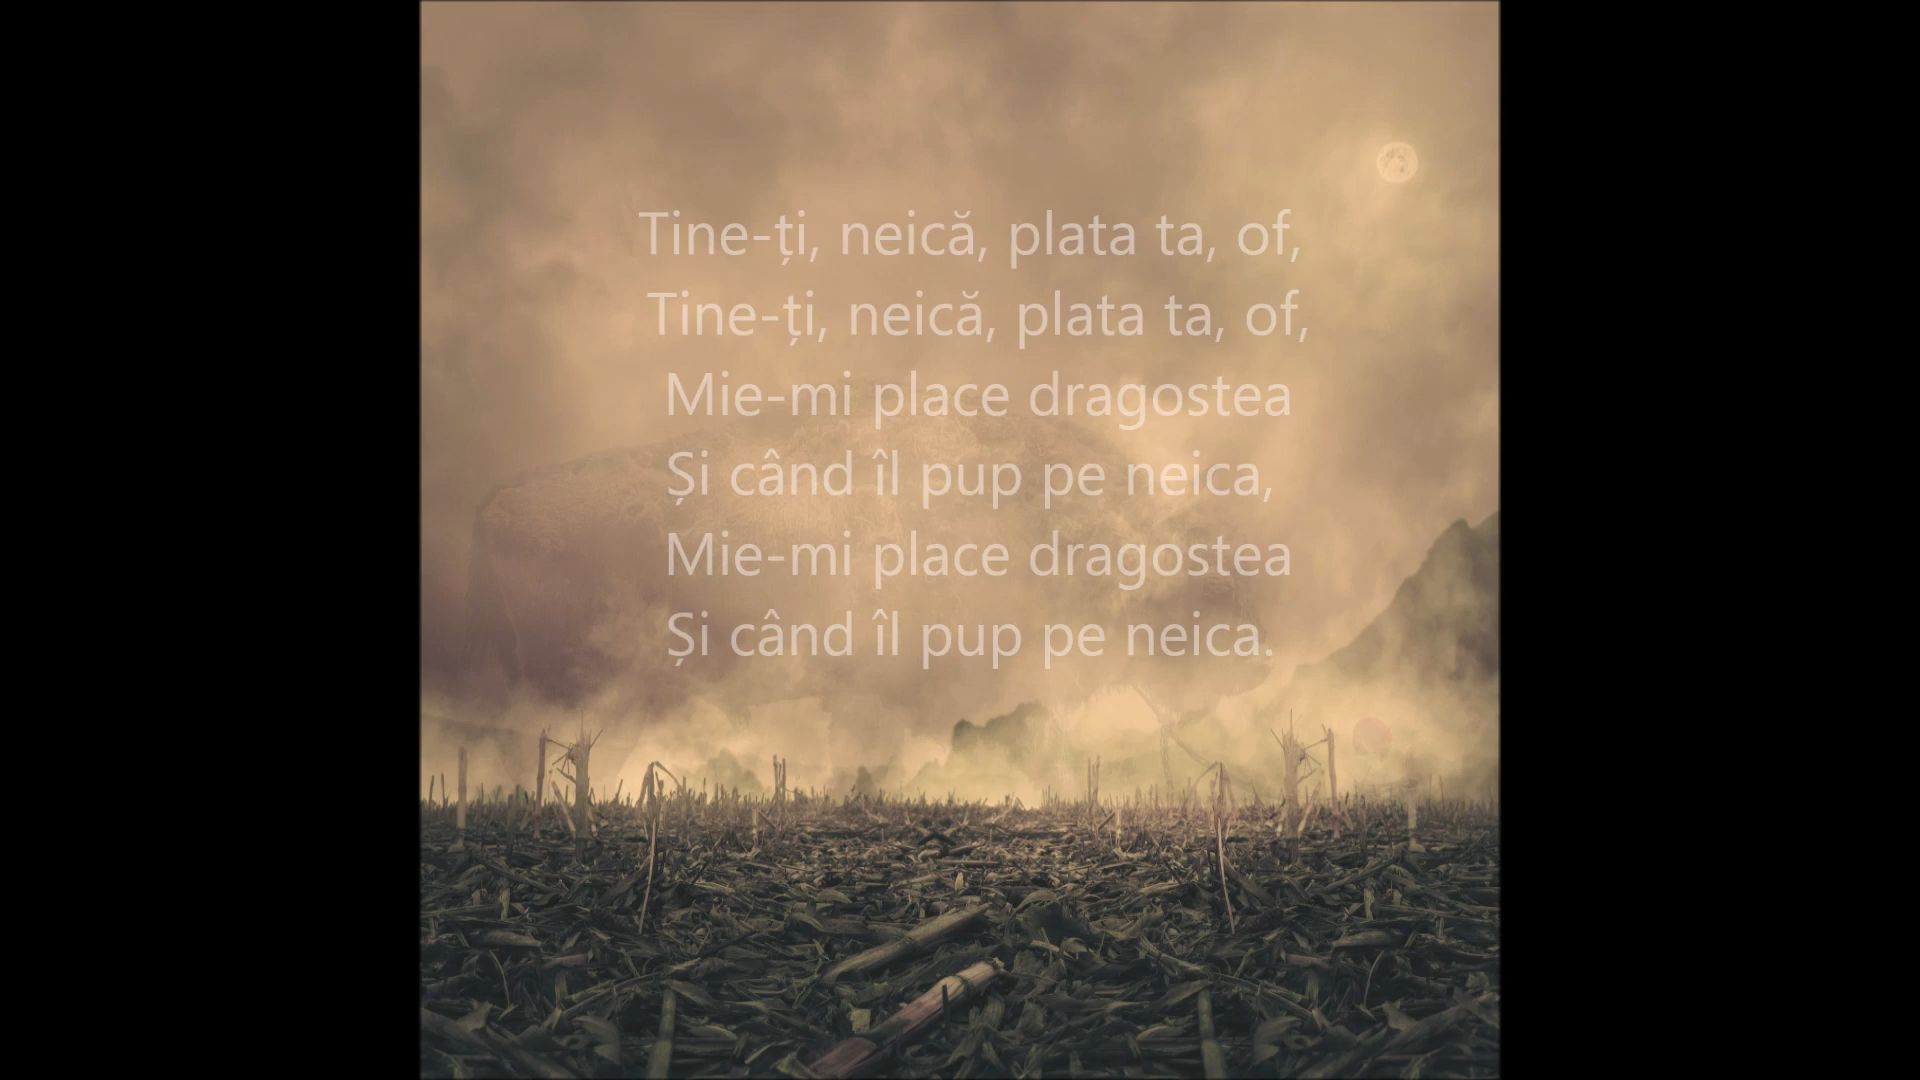 Tine-ți, neică, plata ta, of,
Tine-ți, neică, plata ta, of,
Mie-mi place dragostea
Și când îl pup pe neica,
Mie-mi place dragostea
Și când îl pup pe neica.